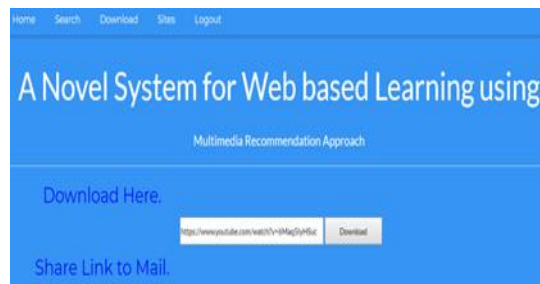 Home Search Download Sites Logout
A Novel System for Web based Learning using
Multimedia Recommendation Approach
Download Here.
Download
Share Link to Mail.